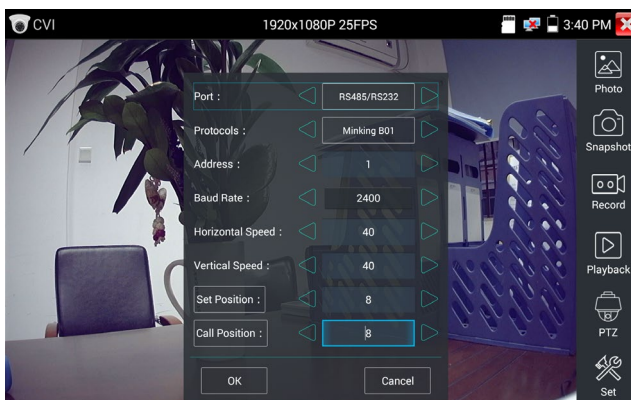 CVI 1920x1080P 25FPS 3:40 PM
Port : RS485/RS232
Protocols : Minking B01
Address : 1
Baud Rate : 2400
Horizontal Speed : 40
Vertical Speed : 40
Set Position : 8
Call Position : 8
OK Cancel
Photo
Snapshot
Record
Playback
PTZ
Set